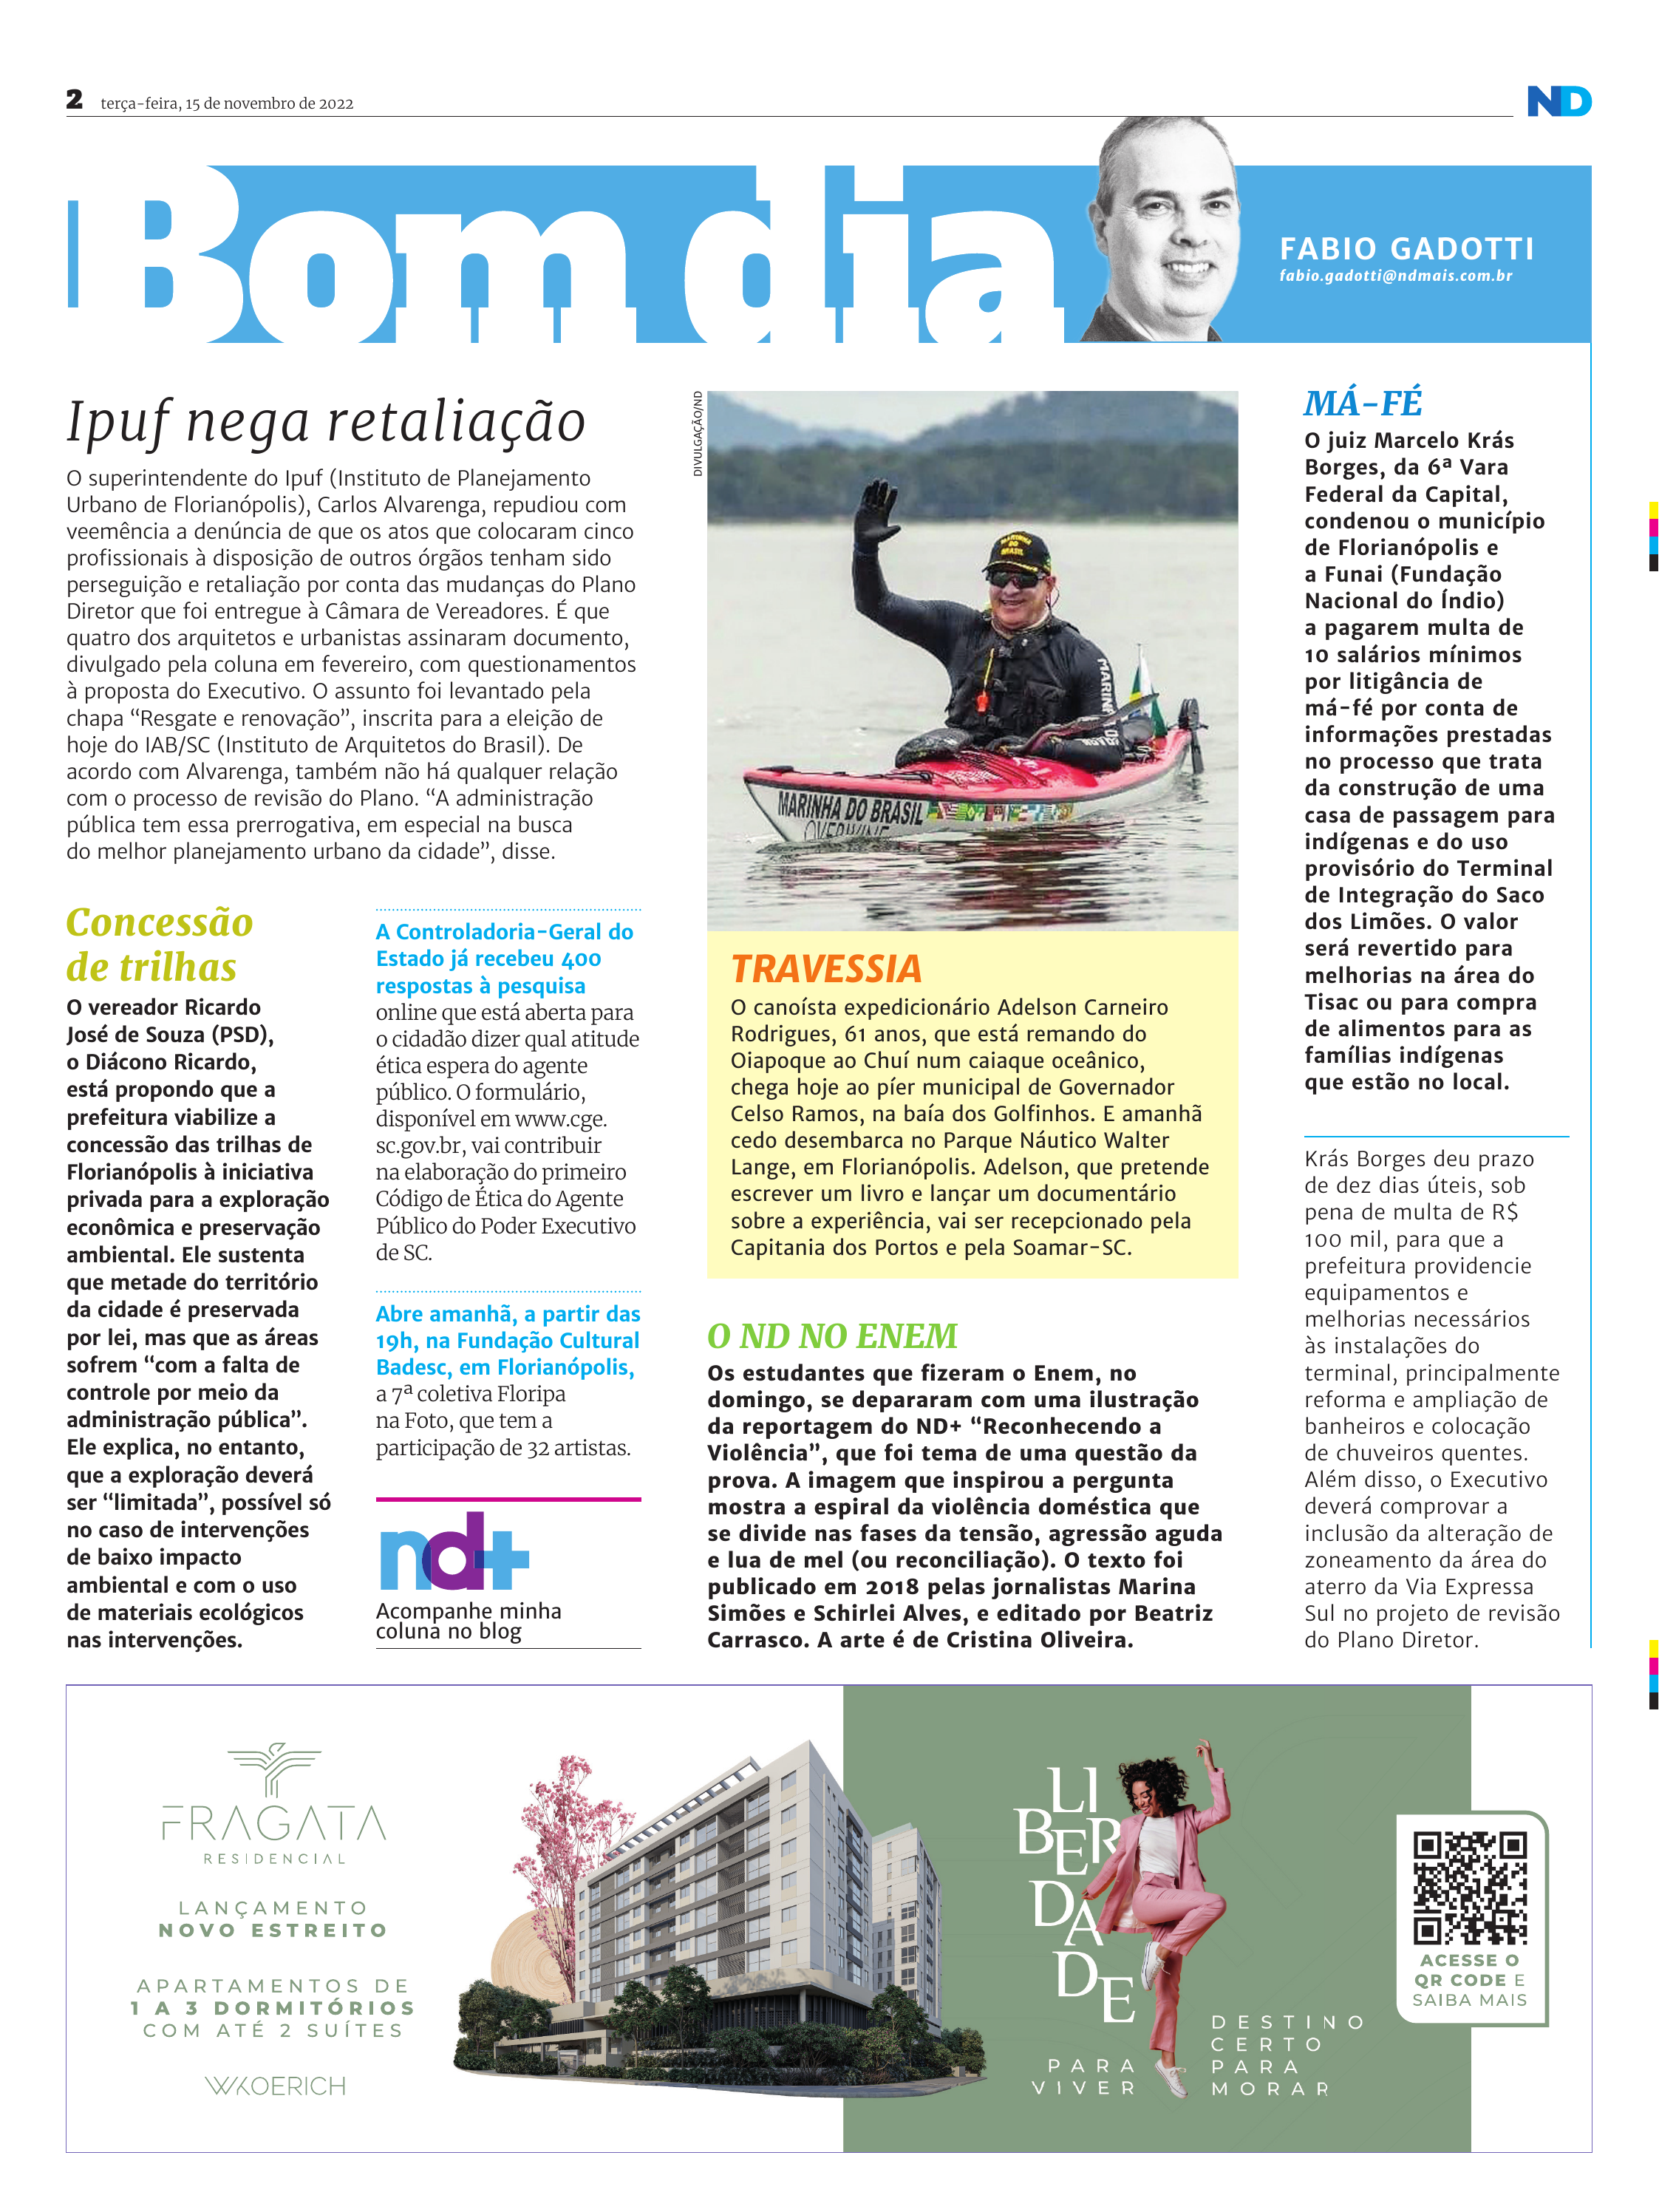 2 terça-feira, 15 de novembro de 2022
ND
Bom dia
FABIO GADOTTI
fabio.gadotti@ndmais.com.br
Ipuf nega retaliação
O superintendente do Ipuf (Instituto de Planejamento
Urbano de Florianópolis), Carlos Alvarenga, repudiou com
veemência a denúncia de que os atos que colocaram cinco
profissionais à disposição de outros órgãos tenham sido
perseguição e retaliação por conta das mudanças do Plano
Diretor que foi entregue à Câmara de Vereadores. É que
quatro dos arquitetos e urbanistas assinaram documento,
divulgado pela coluna em fevereiro, com questionamentos
à proposta do Executivo. O assunto foi levantado pela
chapa “Resgate e renovação”, inscrita para a eleição de
hoje do IAB/SC (Instituto de Arquitetos do Brasil). De
acordo com Alvarenga, também não há qualquer relação
com o processo de revisão do Plano. “A administração
pública tem essa prerrogativa, em especial na busca
do melhor planejamento urbano da cidade”, disse.
Concessão
de trilhas
O vereador Ricardo
José de Souza (PSD),
o Diácono Ricardo,
está propondo que a
prefeitura viabilize a
concessão das trilhas de
Florianópolis à iniciativa
privada para a exploração
econômica e preservação
ambiental. Ele sustenta
que metade do território
da cidade é preservada
por lei, mas que as áreas
sofrem “com a falta de
controle por meio da
administração pública”.
Ele explica, no entanto,
que a exploração deverá
ser “limitada”, possível só
no caso de intervenções
de baixo impacto
ambiental e com o uso
de materiais ecológicos
nas intervenções.
A Controladoria-Geral do
Estado já recebeu 400
respostas à pesquisa
online que está aberta para
o cidadão dizer qual atitude
ética espera do agente
público. O formulário,
disponível em www.cge.
sc.gov.br, vai contribuir
na elaboração do primeiro
Código de Ética do Agente
Público do Poder Executivo
de SC.
Abre amanhã, a partir das
19h, na Fundação Cultural
Badesc, em Florianópolis,
a 7ª coletiva Floripa
na Foto, que tem a
participação de 32 artistas.
nd+
Acompanhe minha
coluna no blog
DIVULGAÇÃO/ND
MARINHA
DO
BRASIL
MARINHA DO BRASIL
TRAVESSIA
O canoísta expedicionário Adelson Carneiro
Rodrigues, 61 anos, que está remando do
Oiapoque ao Chuí num caiaque oceânico,
chega hoje ao píer municipal de Governador
Celso Ramos, na baía dos Golfinhos. E amanhã
cedo desembarca no Parque Náutico Walter
Lange, em Florianópolis. Adelson, que pretende
escrever um livro e lançar um documentário
sobre a experiência, vai ser recepcionado pela
Capitania dos Portos e pela Soamar-SC.
O ND NO ENEM
Os estudantes que fizeram o Enem, no
domingo, se depararam com uma ilustração
da reportagem do ND+ “Reconhecendo a
Violência”, que foi tema de uma questão da
prova. A imagem que inspirou a pergunta
mostra a espiral da violência doméstica que
se divide nas fases da tensão, agressão aguda
e lua de mel (ou reconciliação). O texto foi
publicado em 2018 pelas jornalistas Marina
Simões e Schirlei Alves, e editado por Beatriz
Carrasco. A arte é de Cristina Oliveira.
MÁ-FÉ
O juiz Marcelo Krás
Borges, da 6ª Vara
Federal da Capital,
condenou o município
de Florianópolis e
a Funai (Fundação
Nacional do Índio)
a pagarem multa de
10 salários mínimos
por litigância de
má-fé por conta de
informações prestadas
no processo que trata
da construção de uma
casa de passagem para
indígenas e do uso
provisório do Terminal
de Integração do Saco
dos Limões. O valor
será revertido para
melhorias na área do
Tisac ou para compra
de alimentos para as
famílias indígenas
que estão no local.
Krás Borges deu prazo
de dez dias úteis, sob
pena de multa de R$
100 mil, para que a
prefeitura providencie
equipamentos e
melhorias necessários
às instalações do
terminal, principalmente
reforma e ampliação de
banheiros e colocação
de chuveiros quentes.
Além disso, o Executivo
deverá comprovar a
inclusão da alteração de
zoneamento da área do
aterro da Via Expressa
Sul no projeto de revisão
do Plano Diretor.
FRAGATA
RESIDENCIAL
LANÇAMENTO
NOVO ESTREITO
APARTAMENTOS DE
1 A 3 DORMITÓRIOS
COM ATÉ 2 SUÍTES
WKOERICH
LI
BER
DA
DE
PARA
VIVER
DESTINO
CERTO
PARA
MORAR
ACESSE O
QR CODE E
SAIBA MAIS